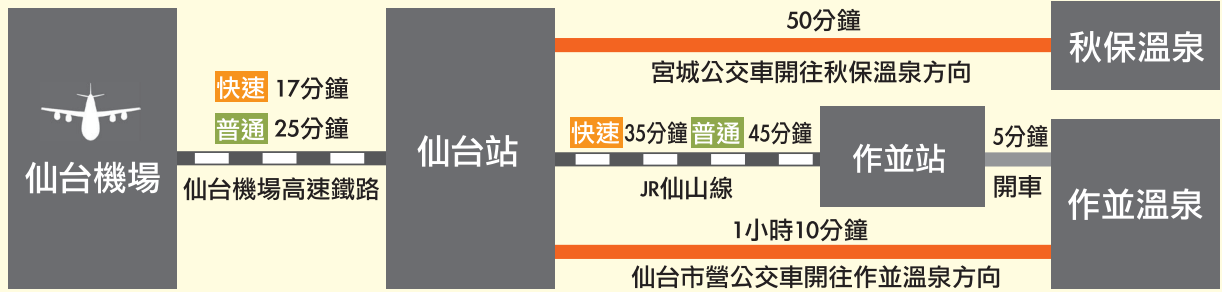 仙台機場
快速 17分鐘
普通 25分鐘
仙台機場高速鐵路
仙台站
50分鐘
宮城公交車開往秋保溫泉方向
秋保溫泉
快速 35分鐘 普通 45分鐘
JR仙山線
作並站
5分鐘
開車
作並溫泉
1小時10分鐘
仙台市營公交車開往作並溫泉方向